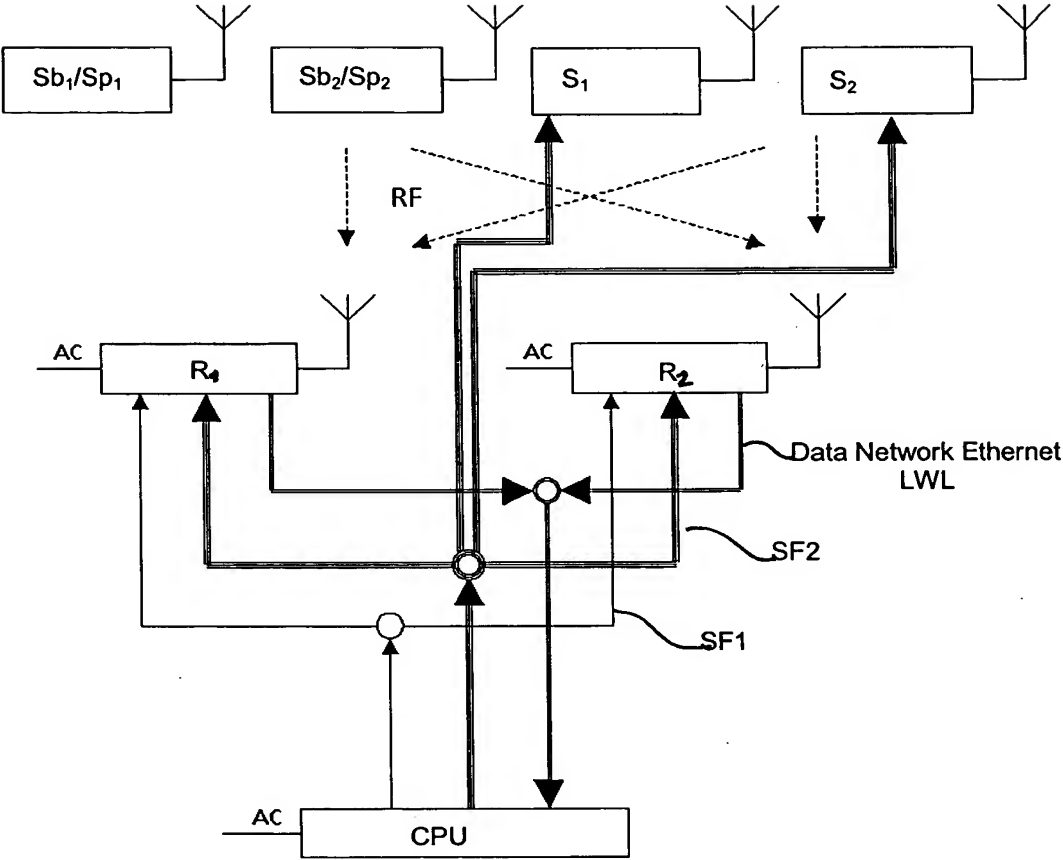 Sb₁/Sp₁
Sb₂/Sp₂
S₁
S₂
RF
AC
R₁
AC
R₂
Data Network Ethernet
LWL
SF2
SF1
AC
CPU